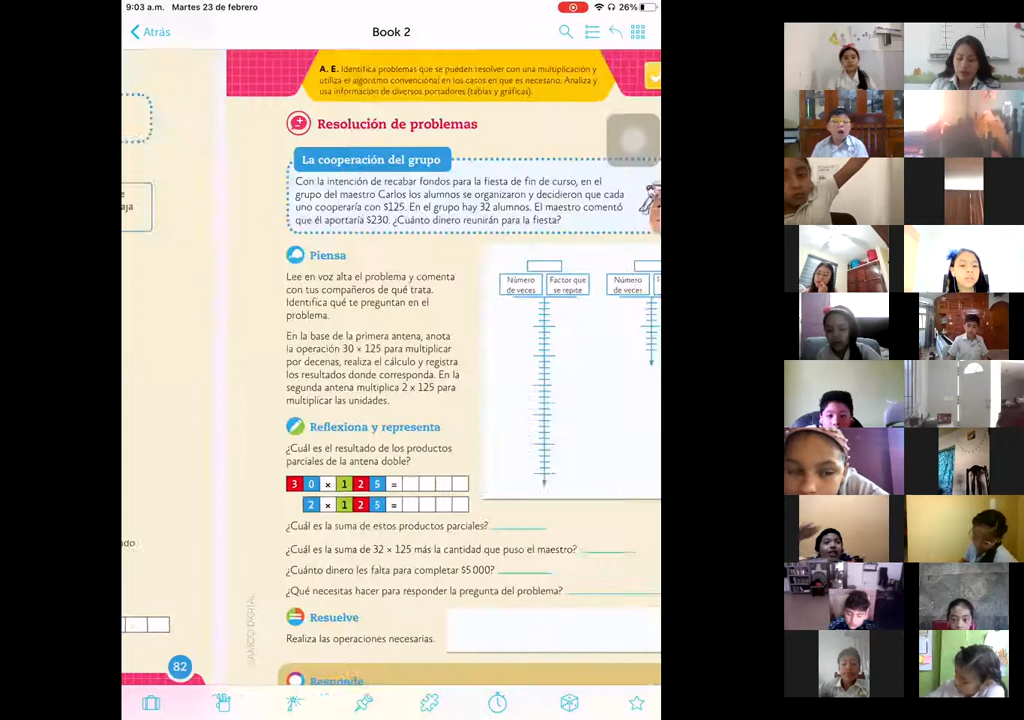 9:03 a.m. Martes 23 de febrero
26%
Atrás
Book 2
A. E. Identifica problemas que se pueden resolver con una multiplicación y
utiliza el algoritmo convencional en los casos en que es necesario. Analiza y
usa información de diversos portadores (tablas y gráficas).
Resolución de problemas
La cooperación del grupo
Con la intención de recabar fondos para la fiesta de fin de curso, en el
grupo del maestro Carlos los alumnos se organizaron y decidieron que cada
uno cooperaría con $125. En el grupo hay 32 alumnos. El maestro comentó
que él aportaría $230. ¿Cuánto dinero reunirán para la fiesta?
Piensa
Lee en voz alta el problema y comenta
con tus compañeros de qué trata.
Identifica qué te preguntan en el
problema.
En la base de la primera antena, anota
la operación 30 × 125 para multiplicar
por decenas, realiza el cálculo y registra
los resultados donde corresponda. En la
segunda antena multiplica 2 x 125 para
multiplicar las unidades.
Número
de veces
Factor que
se repite
Número
de veces
Reflexiona y representa
¿Cuál es el resultado de los productos
parciales de la antena doble?
3 0 × 1 2 5 =
2 × 1 2 5 =
¿Cuál es la suma de estos productos parciales?
¿Cuál es la suma de 32 × 125 más la cantidad que puso el maestro?
¿Cuánto dinero les falta para completar $5 000?
¿Qué necesitas hacer para responder la pregunta del problema?
Resuelve
Realiza las operaciones necesarias.
Responde
©AMCO DIGITAL
82